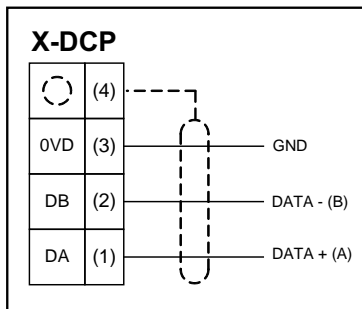 X-DCP
(4)
0VD (3) GND
DB (2) DATA - (B)
DA (1) DATA + (A)